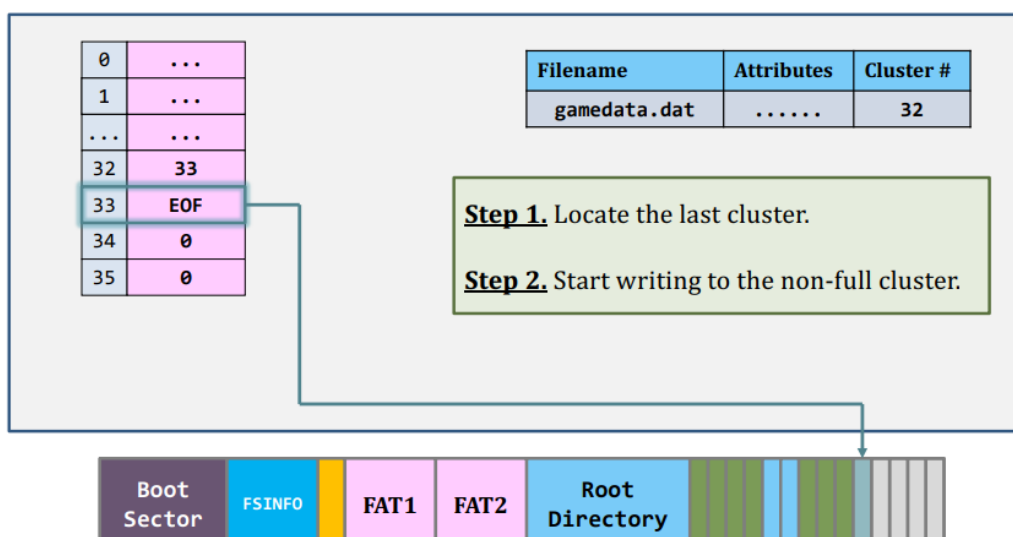 0 ...
1 ...
... ...
32 33
33 EOF
34 0
35 0
Filename Attributes Cluster #
gamedata.dat ...... 32
Step 1. Locate the last cluster.
Step 2. Start writing to the non-full cluster.
Boot Sector
FSINFO
FAT1
FAT2
Root Directory